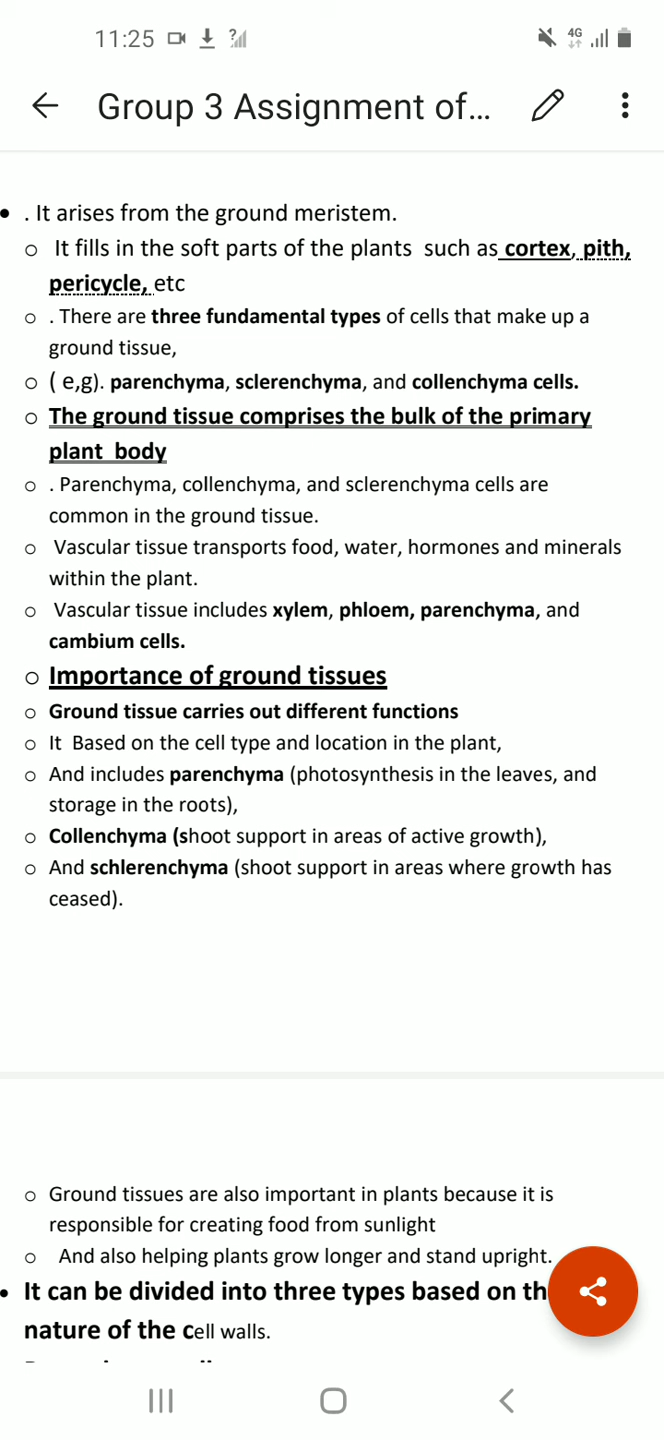 11:25
4G
Group 3 Assignment of...
• . It arises from the ground meristem.
o It fills in the soft parts of the plants such as cortex, pith,
pericycle, etc
o . There are three fundamental types of cells that make up a
ground tissue,
o ( e,g). parenchyma, sclerenchyma, and collenchyma cells.
o The ground tissue comprises the bulk of the primary
plant body
o . Parenchyma, collenchyma, and sclerenchyma cells are
common in the ground tissue.
o Vascular tissue transports food, water, hormones and minerals
within the plant.
o Vascular tissue includes xylem, phloem, parenchyma, and
cambium cells.
o Importance of ground tissues
o Ground tissue carries out different functions
o It Based on the cell type and location in the plant,
o And includes parenchyma (photosynthesis in the leaves, and
storage in the roots),
o Collenchyma (shoot support in areas of active growth),
o And schlerenchyma (shoot support in areas where growth has
ceased).
o Ground tissues are also important in plants because it is
responsible for creating food from sunlight
o And also helping plants grow longer and stand upright.
• It can be divided into three types based on th
nature of the cell walls.